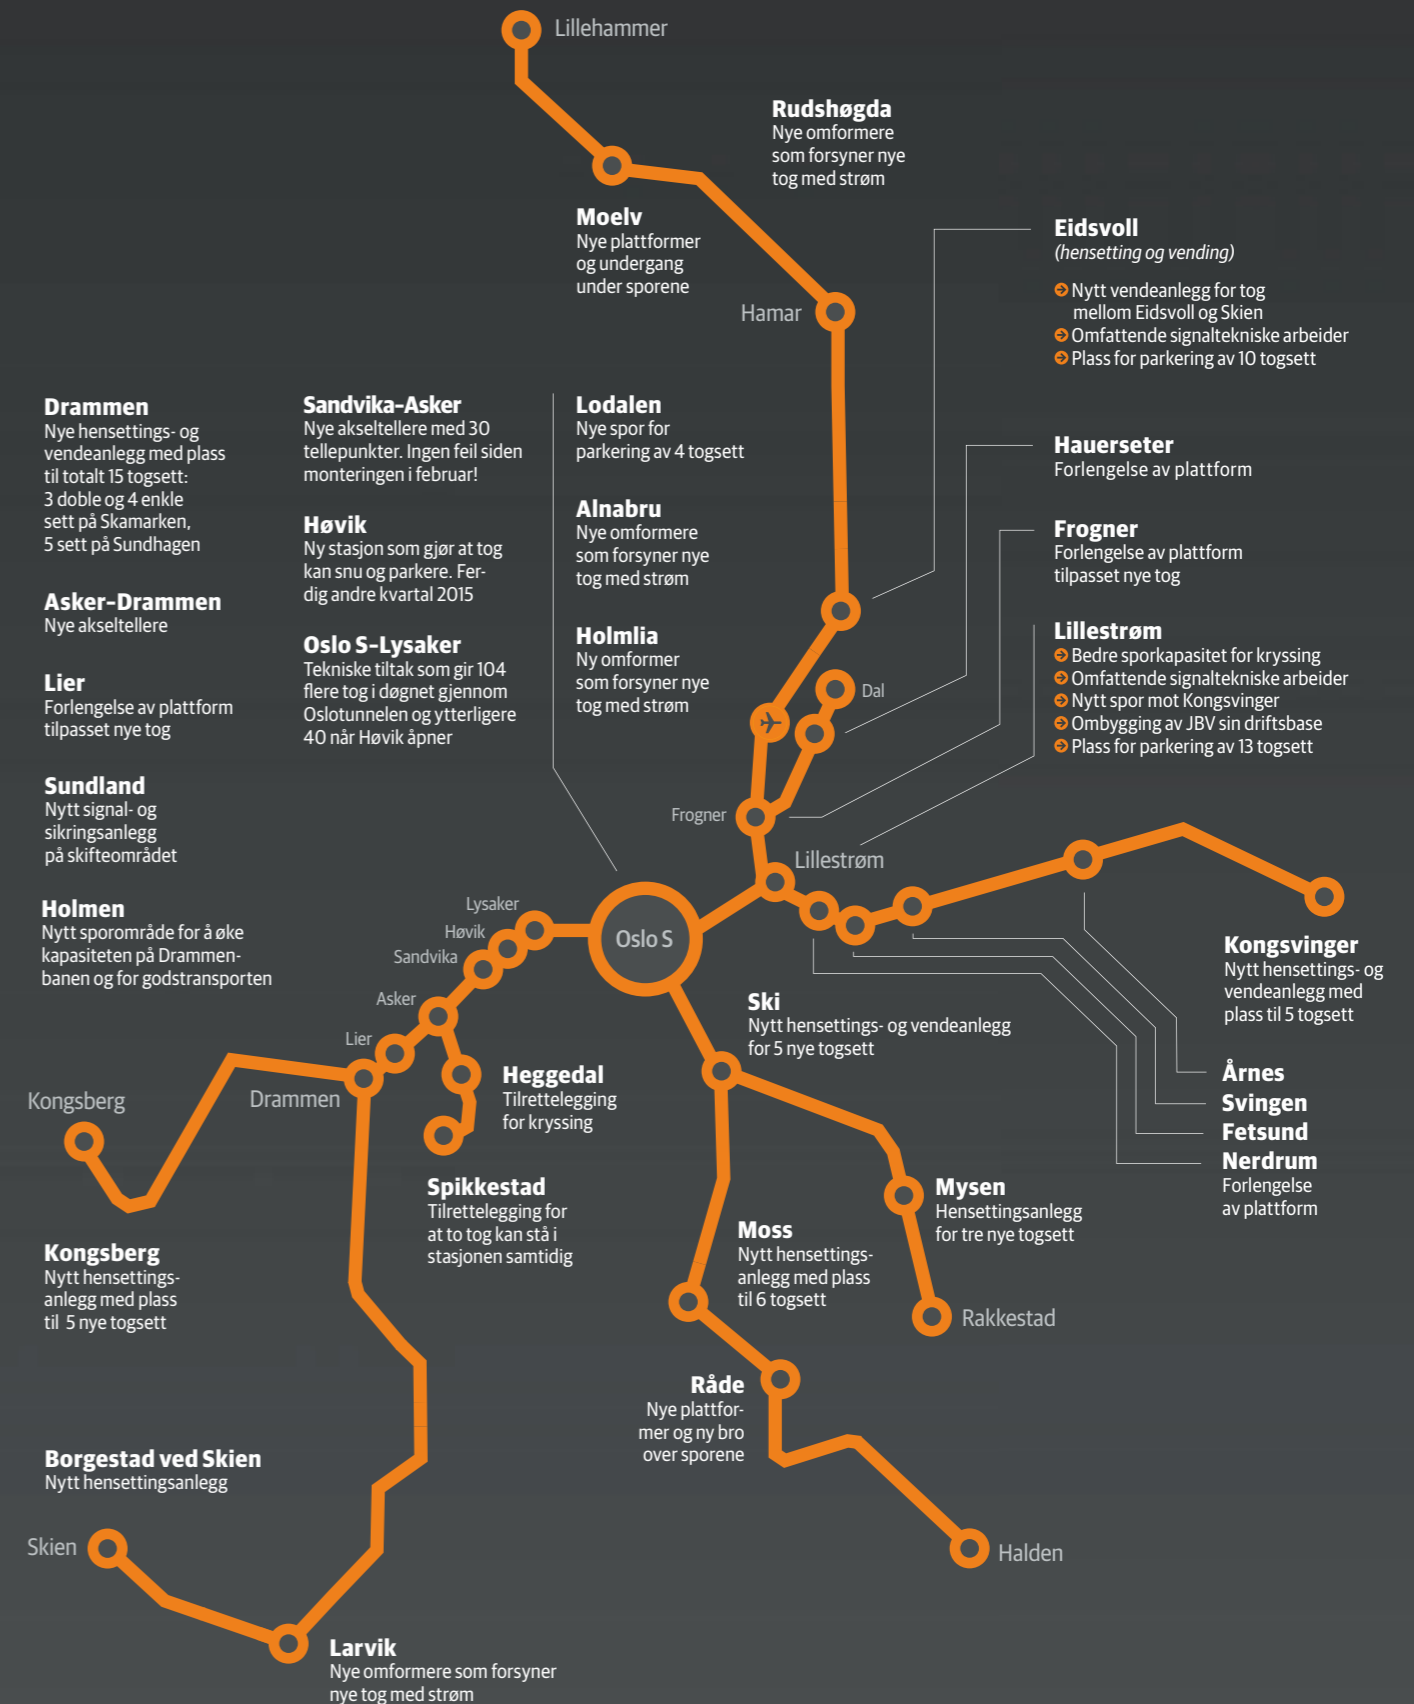 Lillehammer
Rudshøgda
Nye omformere
som forsyner nye
tog med strøm
Moelv
Nye plattformer
og undergang
under sporene
Hamar
Eidsvoll
(hensetting og vending)
Nytt vendeanlegg for tog
mellom Eidsvoll og Skien
Omfattende signaltekniske arbeider
Plass for parkering av 10 togsett
Drammen
Nye hensettings- og
vendeanlegg med plass
til totalt 15 togsett:
3 doble og 4 enkle
sett på Skamarken,
5 sett på Sundhagen
Asker-Drammen
Nye akseltellere
Lier
Forlengelse av plattform
tilpasset nye tog
Sundland
Nytt signal- og
sikringsanlegg
på skifteområdet
Holmen
Nytt sporområde for å øke
kapasiteten på Drammen-
banen og for godstransporten
Sandvika-Asker
Nye akseltellere med 30
tellepunkter. Ingen feil siden
monteringen i februar!
Høvik
Ny stasjon som gjør at tog
kan snu og parkere. Fer-
dig andre kvartal 2015
Oslo S-Lysaker
Tekniske tiltak som gir 104
flere tog i døgnet gjennom
Oslotunnelen og ytterligere
40 når Høvik åpner
Lodalen
Nye spor for
parkering av 4 togsett
Alnabru
Nye omformere
som forsyner nye
tog med strøm
Holmlia
Ny omformer
som forsyner nye
tog med strøm
Hauerseter
Forlengelse av plattform
Frogner
Forlengelse av plattform
tilpasset nye tog
Lillestrøm
Bedre sporkapasitet for kryssing
Omfattende signaltekniske arbeider
Nytt spor mot Kongsvinger
Ombygging av JBV sin driftsbase
Plass for parkering av 13 togsett
Dal
Frogner
Lillestrøm
Lysaker
Høvik
Sandvika
Asker
Lier
Drammen
Oslo S
Kongsvinger
Nytt hensettings- og
vendeanlegg med
plass til 5 togsett
Årnes
Svingen
Fetsund
Nerdrum
Forlengelse
av plattform
Ski
Nytt hensettings- og vendeanlegg
for 5 nye togsett
Heggedal
Tilrettelegging
for kryssing
Spikkestad
Tilrettelegging for
at to tog kan stå i
stasjonen samtidig
Kongsberg
Kongsberg
Nytt hensettings-
anlegg med plass
til 5 nye togsett
Mysen
Hensettingsanlegg
for tre nye togsett
Moss
Nytt hensettings-
anlegg med plass
til 6 togsett
Rakkestad
Råde
Nye plattfor-
mer og ny bro
over sporene
Borgestad ved Skien
Nytt hensettingsanlegg
Skien
Halden
Larvik
Nye omformere som forsyner
nye tog med strøm